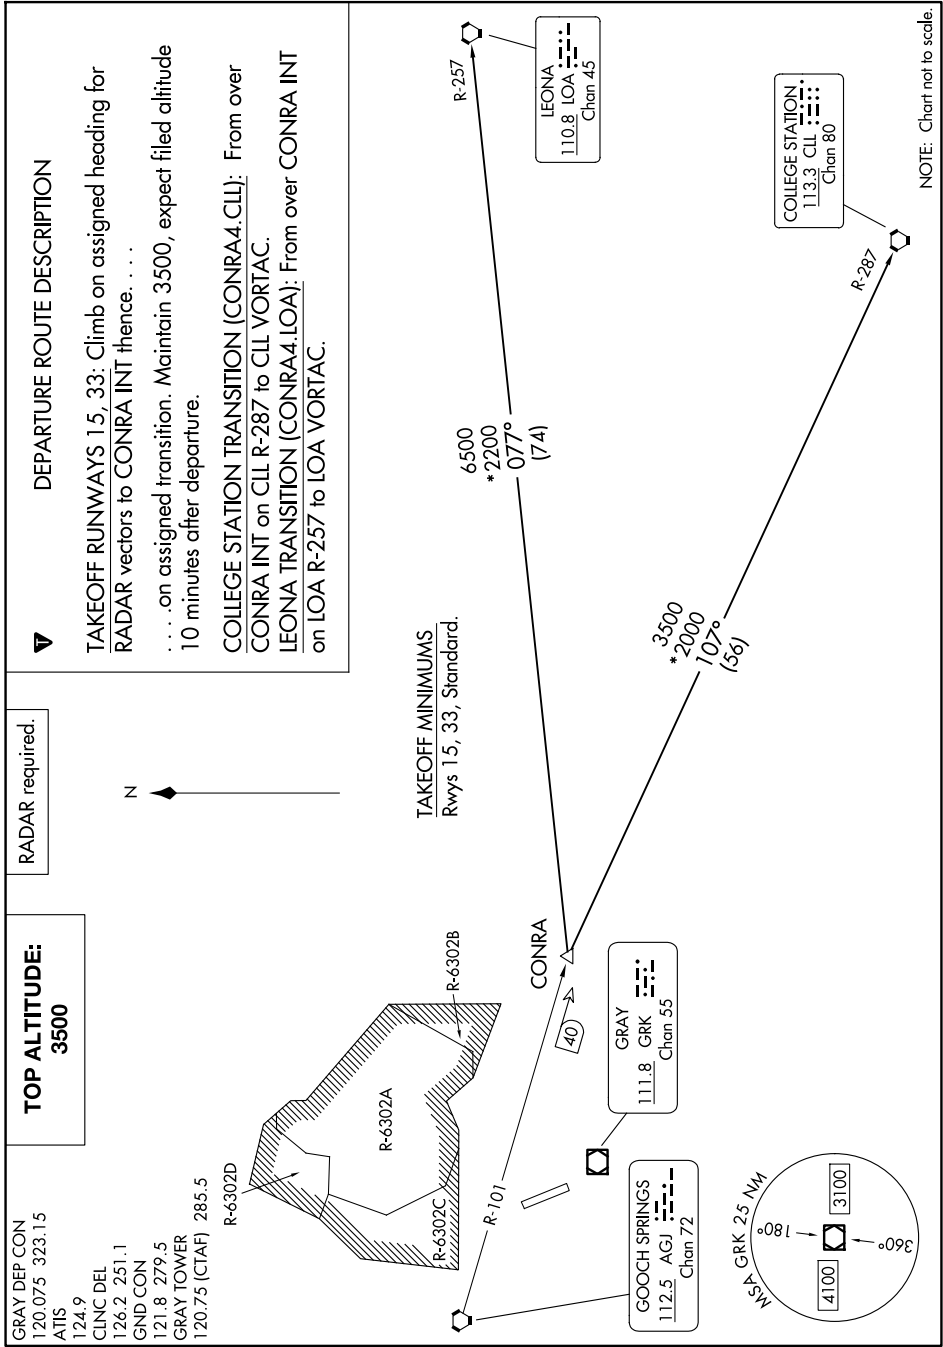 GRAY DEP CON
120.075 323.15
ATIS
124.9
CLNC DEL
126.2 251.1
GND CON
121.8 279.5
GRAY TOWER
120.75 (CTAF) 285.5
TOP ALTITUDE:
3500
RADAR required.
T
DEPARTURE ROUTE DESCRIPTION
TAKEOFF RUNWAYS 15, 33: Climb on assigned heading for
RADAR vectors to CONRA INT thence. . . .
. . . .on assigned transition. Maintain 3500, expect filed altitude
10 minutes after departure.
COLLEGE STATION TRANSITION (CONRA4.CLL): From over
CONRA INT on CLL R-287 to CLL VORTAC.
LEONA TRANSITION (CONRA4.LOA): From over CONRA INT
on LOA R-257 to LOA VORTAC.
N
TAKEOFF MINIMUMS
Rwys 15, 33, Standard.
R-6302D
R-6302A
R-6302B
R-6302C
R-101
CONRA
40
6500
*2200
077°
(74)
R-257
LEONA
110.8 LOA
Chan 45
3500
*2000
107°
(56)
R-287
COLLEGE STATION
113.3 CLL
Chan 80
GRAY
111.8 GRK
Chan 55
GOOCH SPRINGS
112.5 AGJ
Chan 72
MSA GRK 25 NM
180°
3100
4100
360°
NOTE: Chart not to scale.